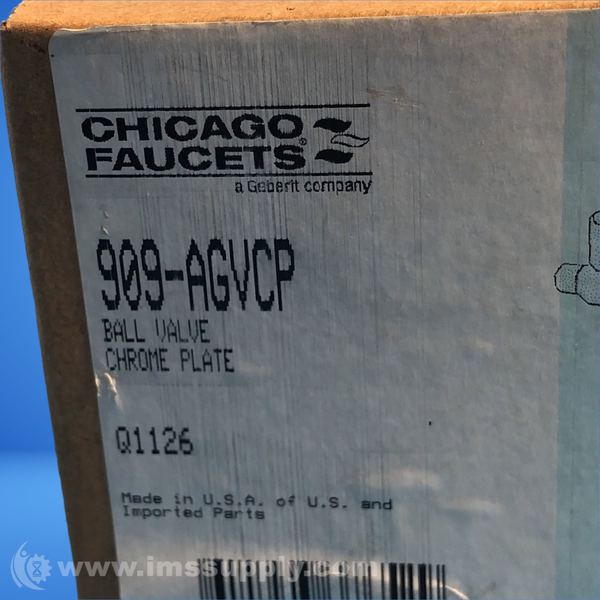 CHICAGO
FAUCETS®
a Geberit company
909-AGVCP
BALL VALVE
CHROME PLATE
Q1126
Made in U.S.A. of U.S. and
Imported Parts
www.imssupply.com